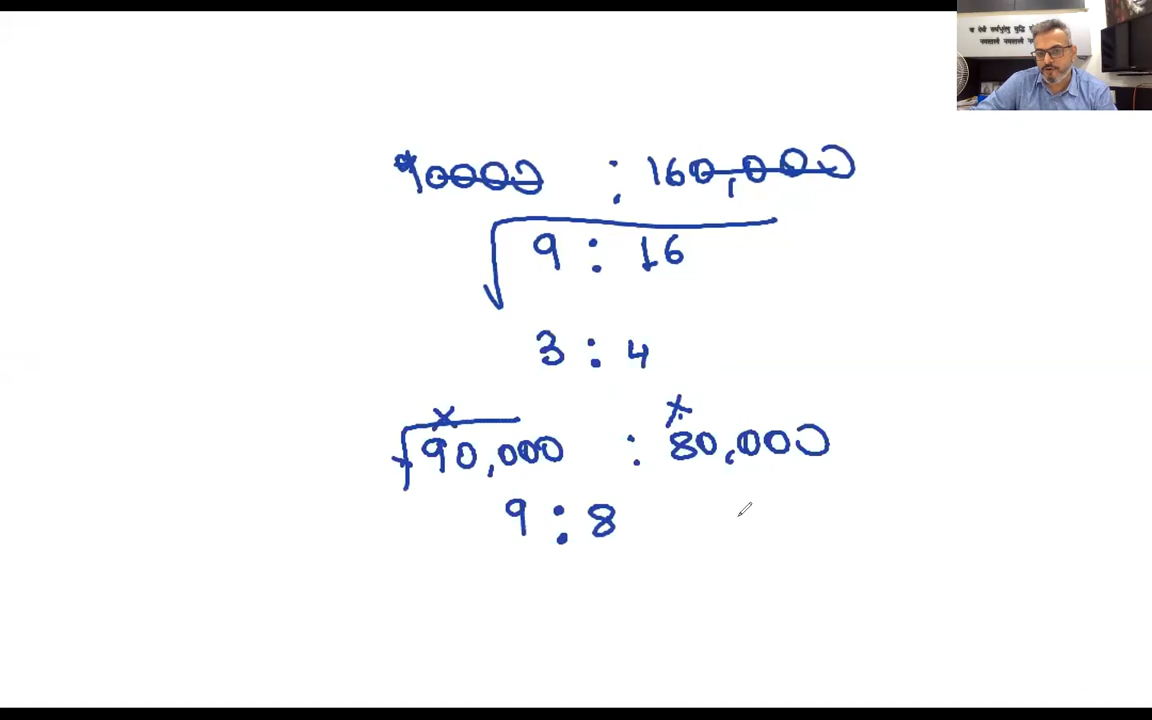 90000 : 160,000
√9 : 16
3 : 4
√90,000 : 80,000
9 : 8